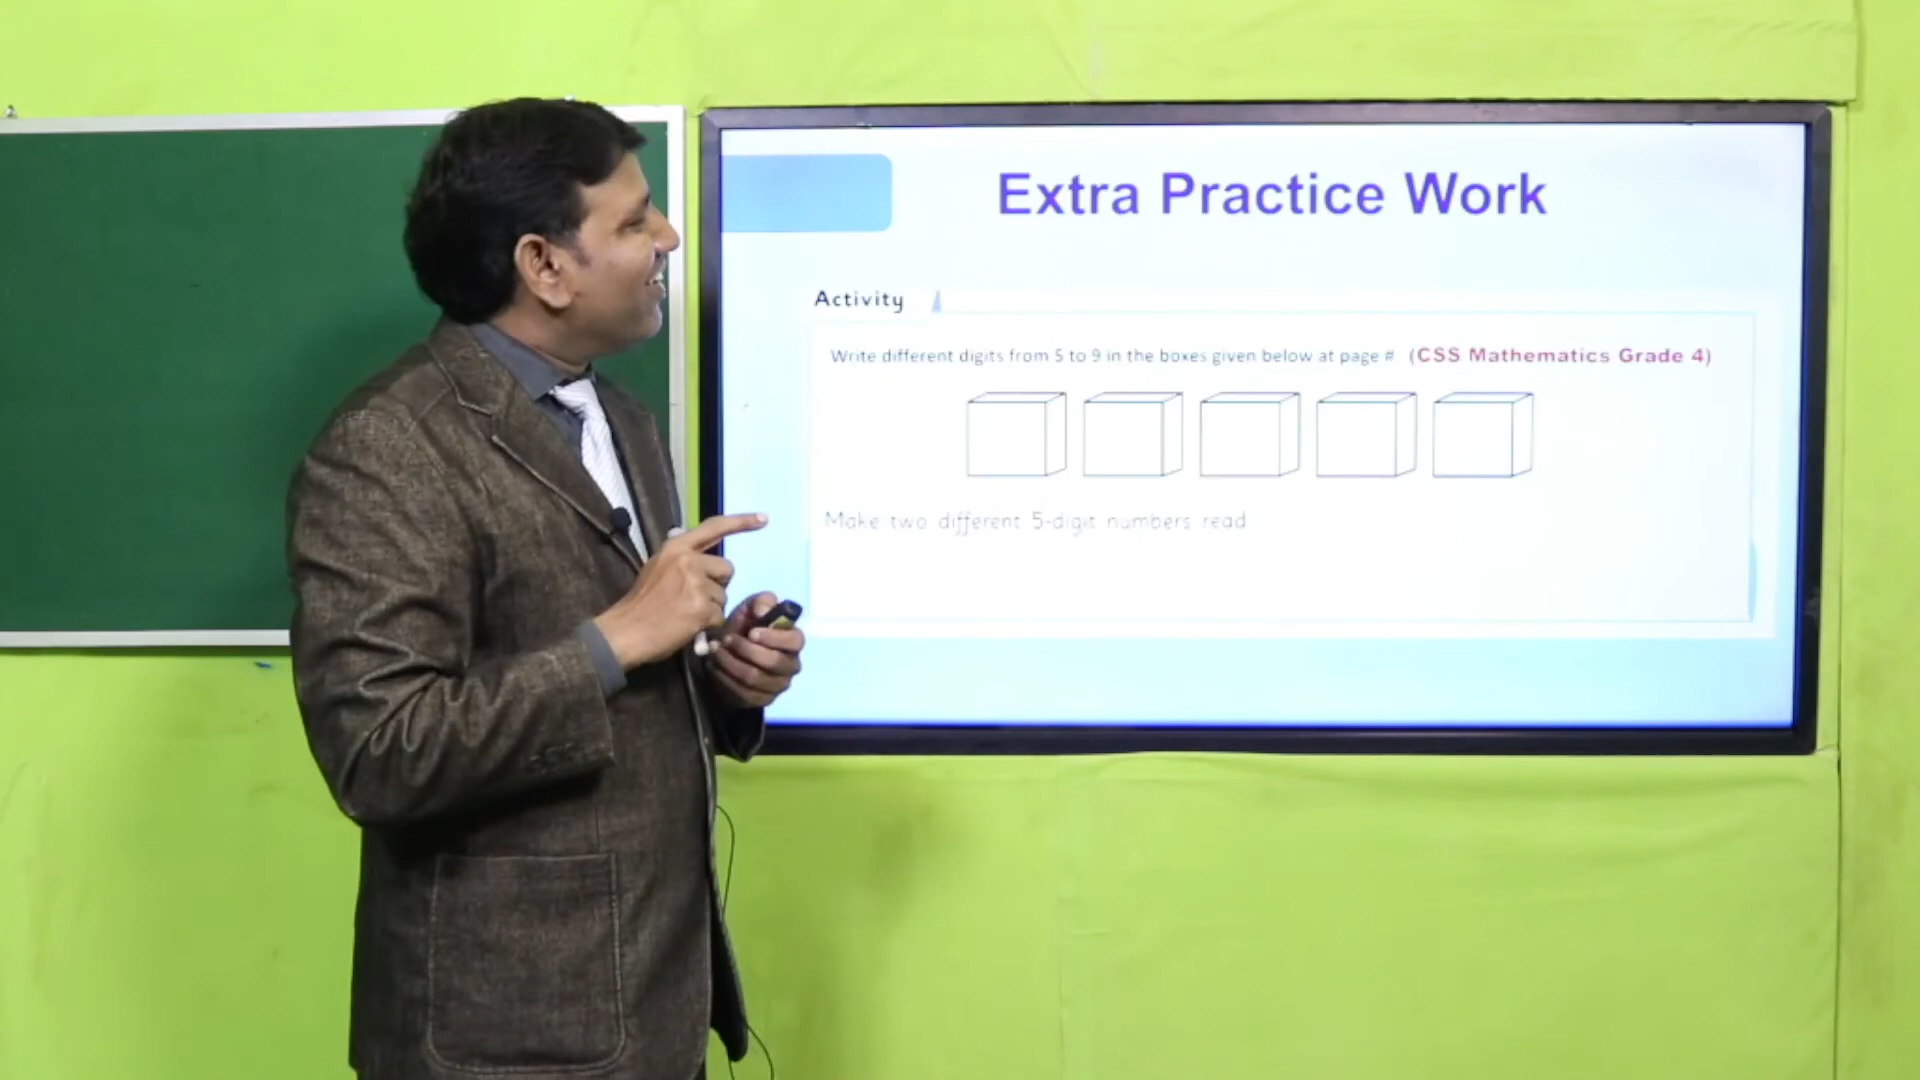 Extra Practice Work
Activity
Write different digits from 5 to 9 in the boxes given below at page # (CSS Mathematics Grade 4)
Make two different 5-digit numbers read